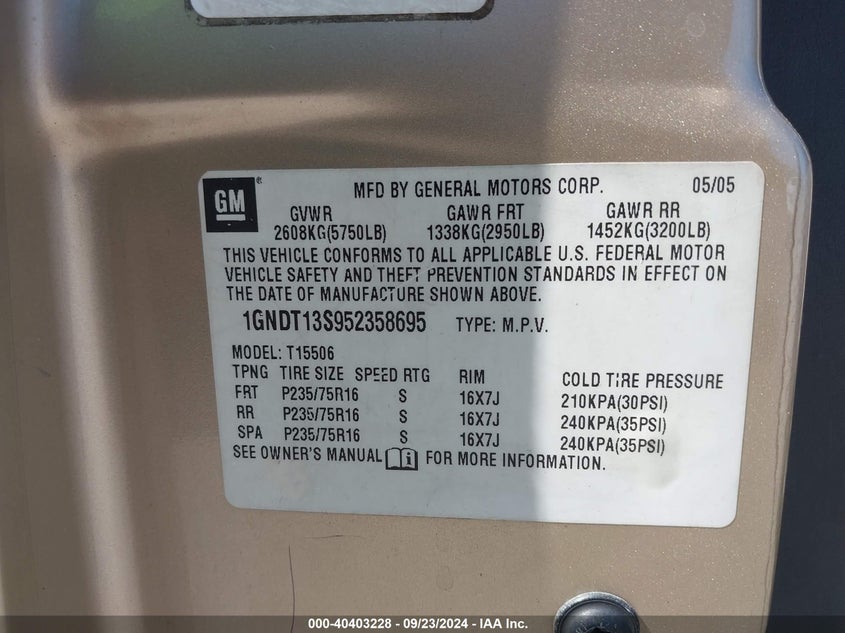 GM®
MFD BY GENERAL MOTORS CORP. 05/05
GVWR GAWR FRT GAWR RR
2608KG(5750LB) 1338KG(2950LB) 1452KG(3200LB)
THIS VEHICLE CONFORMS TO ALL APPLICABLE U.S. FEDERAL MOTOR
VEHICLE SAFETY AND THEFT PREVENTION STANDARDS IN EFFECT ON
THE DATE OF MANUFACTURE SHOWN ABOVE.
1GNDT13S952358695 TYPE: M.P.V.
MODEL: T15506
TPNG TIRE SIZE SPEED RTG RIM COLD TIRE PRESSURE
FRT P235/75R16 S 16X7J 210KPA(30PSI)
RR P235/75R16 S 16X7J 240KPA(35PSI)
SPA P235/75R16 S 16X7J 240KPA(35PSI)
SEE OWNER'S MANUAL i FOR MORE INFORMATION.
000-40403228 - 09/23/2024 - IAA Inc.